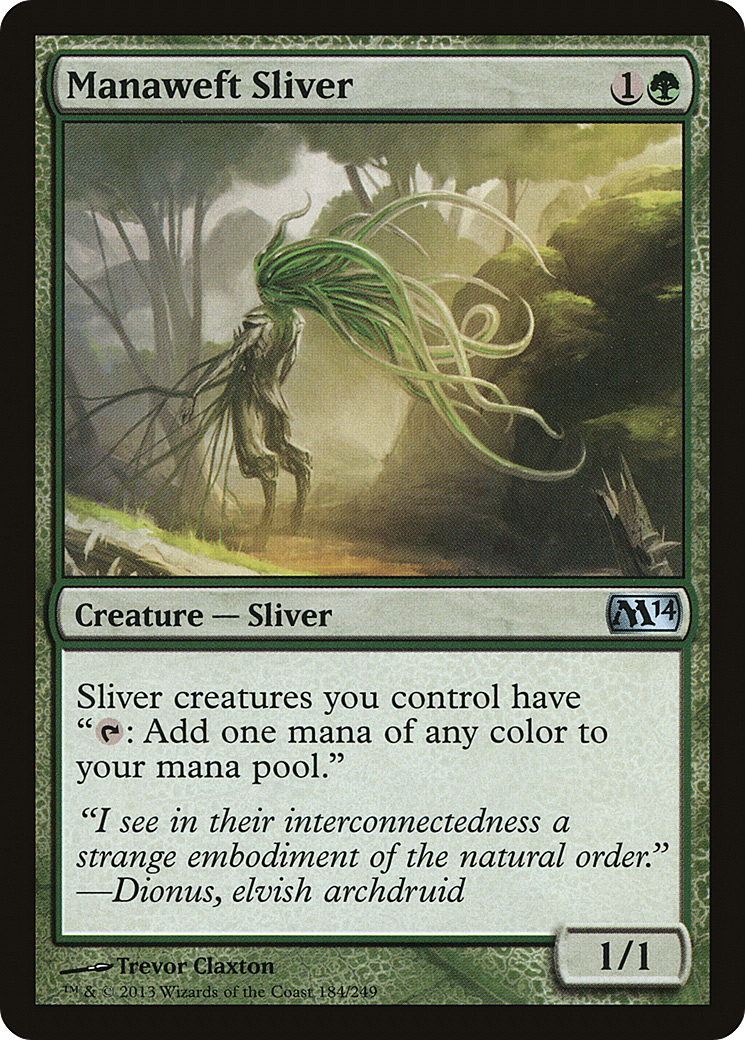 Manaweft Sliver 1
Creature — Sliver M14
Sliver creatures you control have
“: Add one mana of any color to
your mana pool.”
“I see in their interconnectedness a
strange embodiment of the natural order.”
—Dionus, elvish archdruid
1/1
Trevor Claxton
™ & © 2013 Wizards of the Coast 184/249